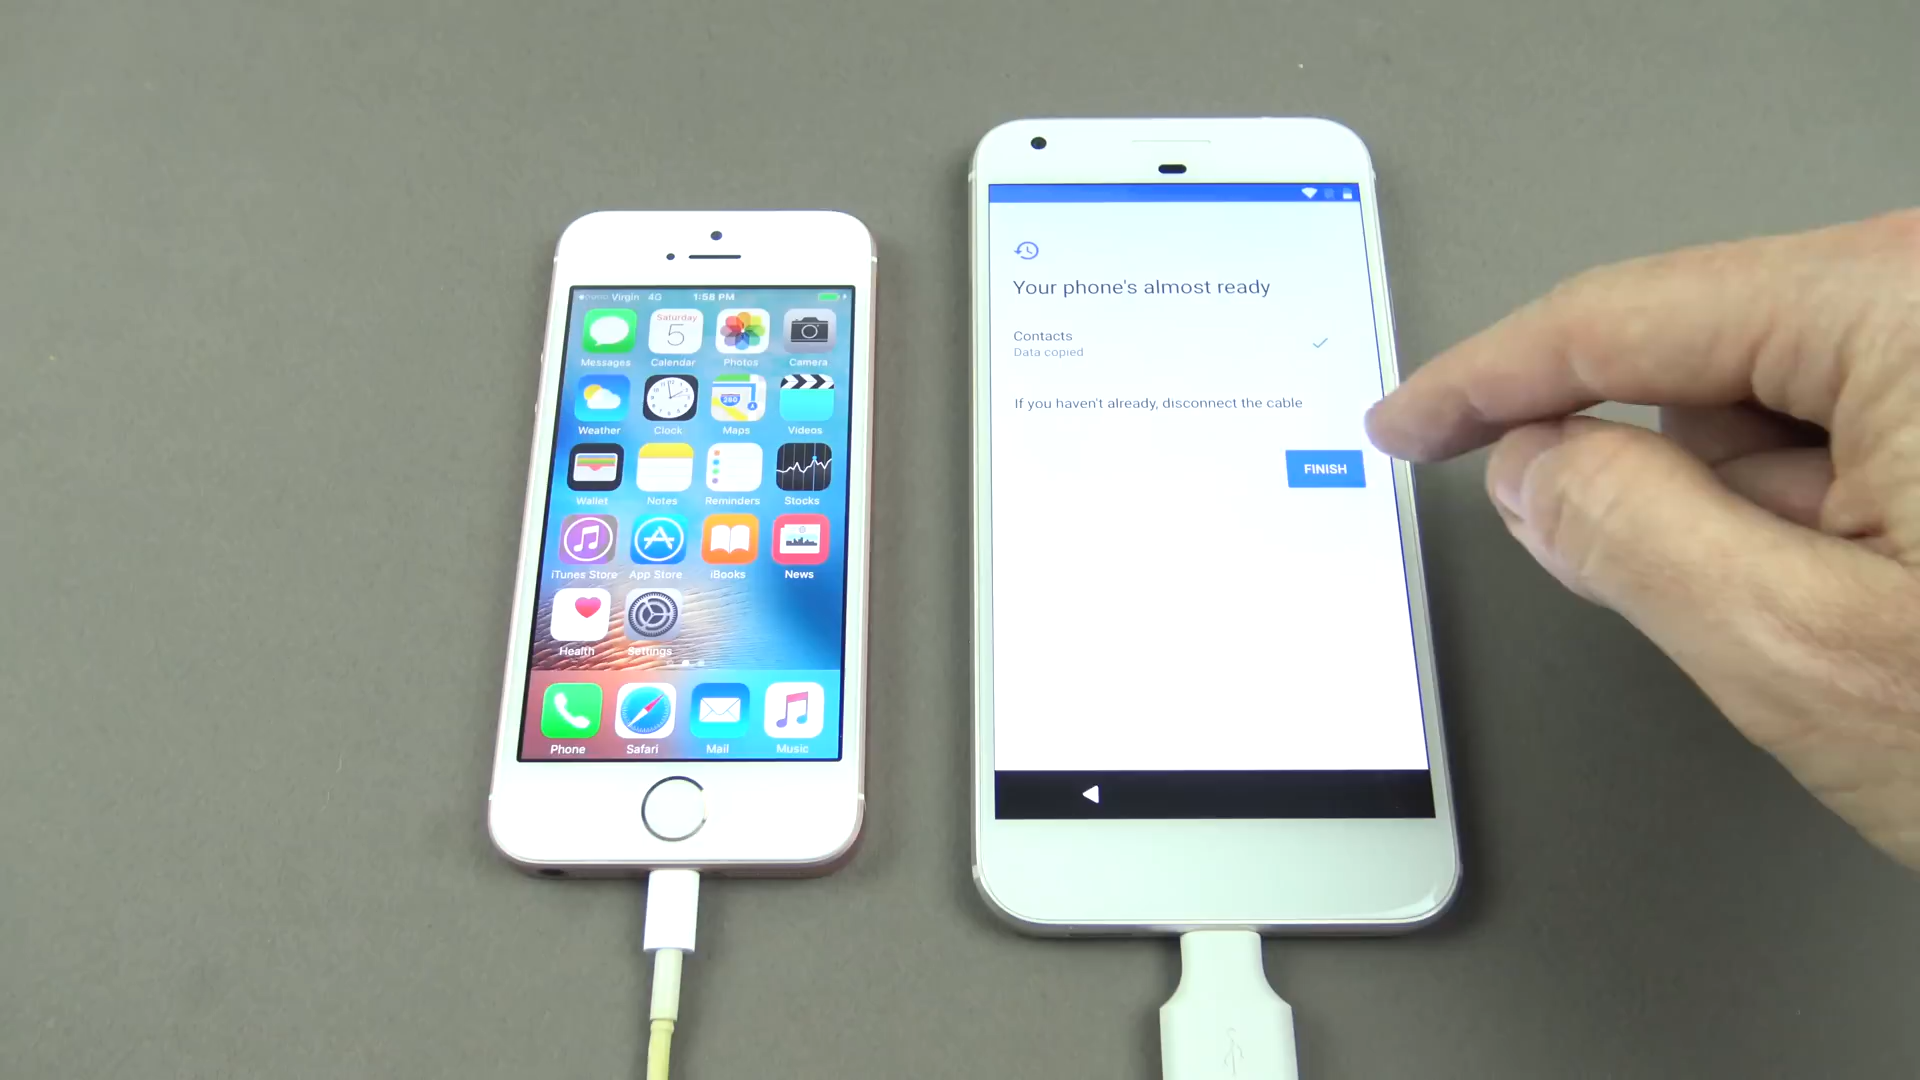 Virgin 4G 1:58 PM
Saturday
5
Messages Calendar Photos Camera
280
Weather Clock Maps Videos
Wallet Notes Reminders Stocks
iTunes Store App Store iBooks News
Health Settings
Phone Safari Mail Music
Your phone's almost ready
Contacts
Data copied
If you haven't already, disconnect the cable
FINISH